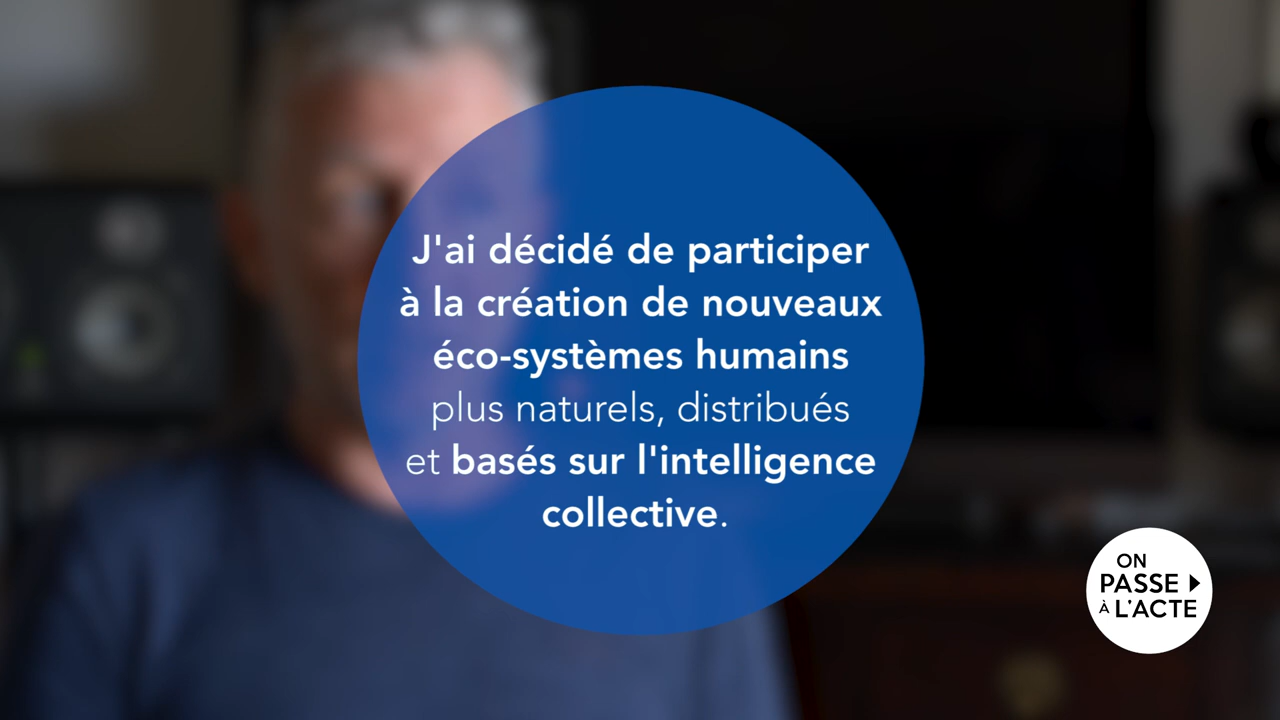 J'ai décidé de participer
à la création de nouveaux
éco-systèmes humains
plus naturels, distribués
et basés sur l'intelligence
collective.
ON
PASSE
À L'ACTE